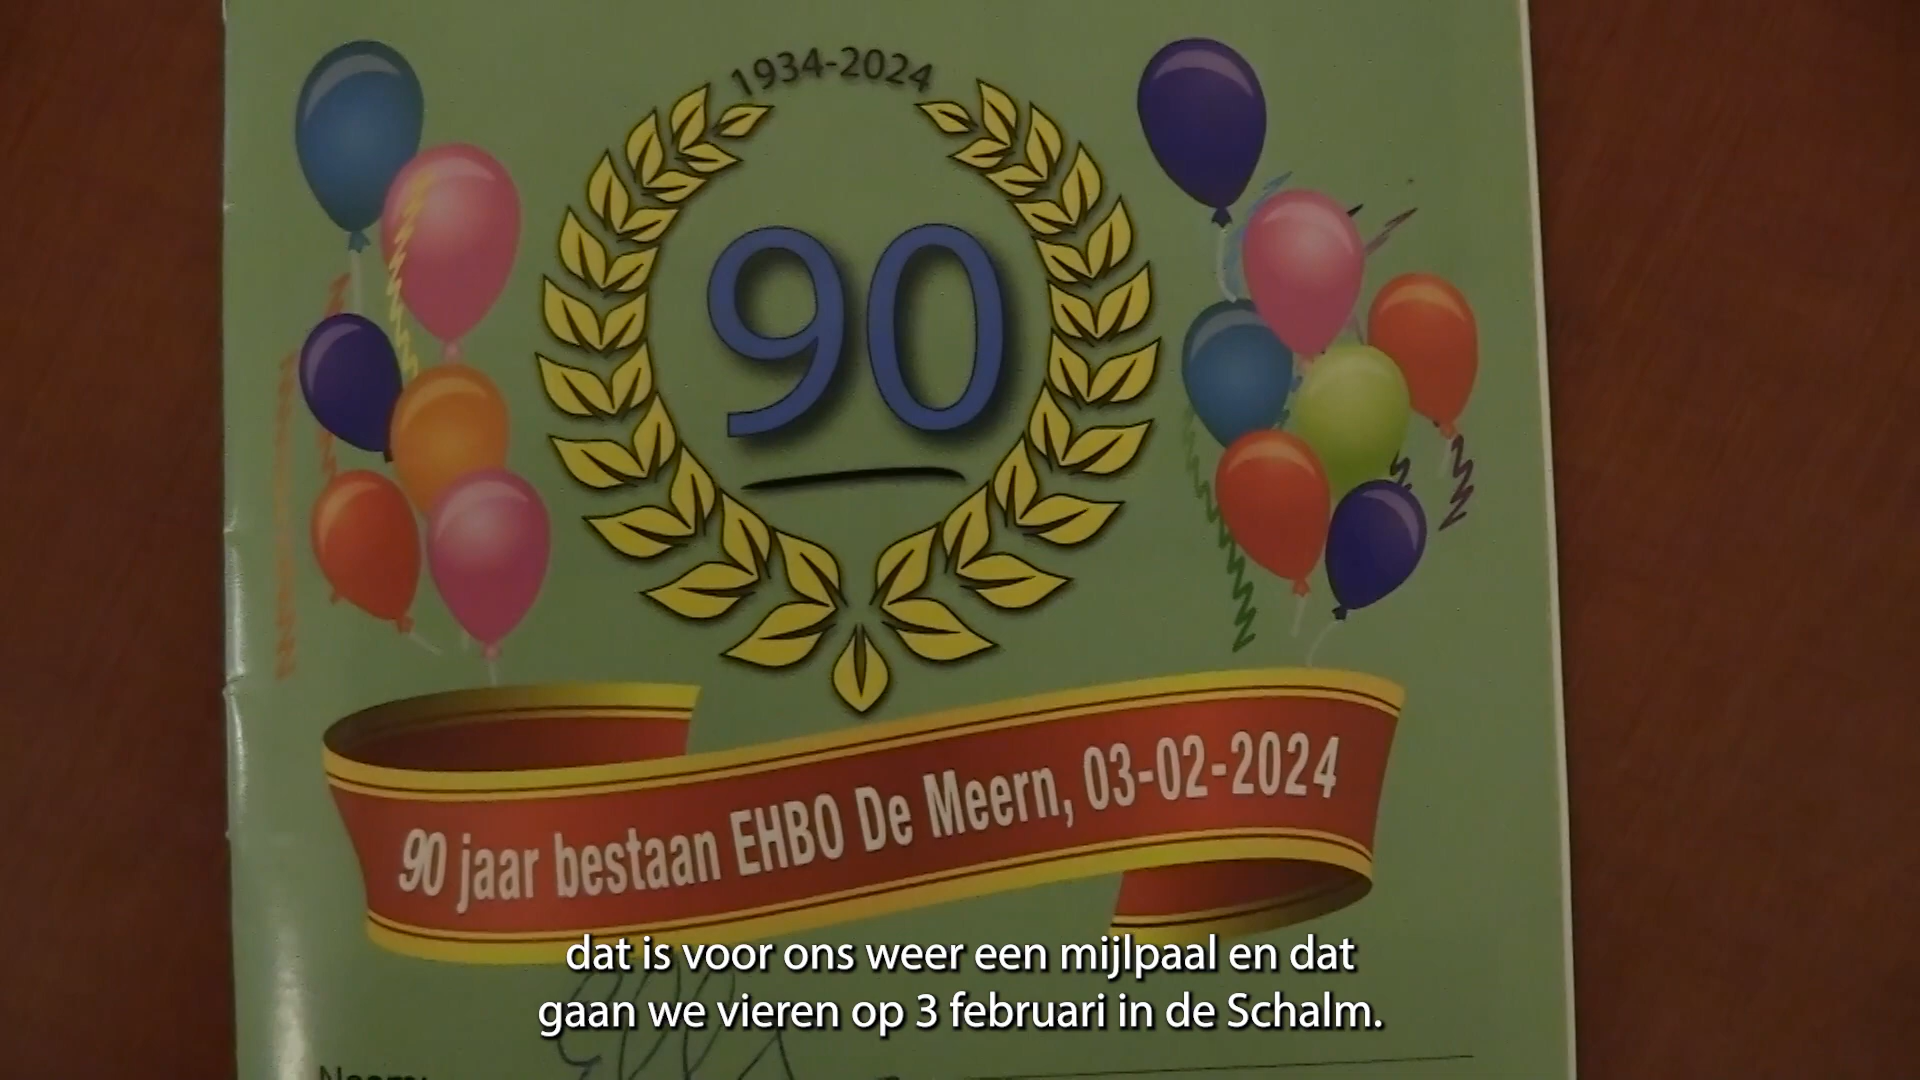 1934-2024
90
90 jaar bestaan EHBO De Meern, 03-02-2024
dat is voor ons weer een mijlpaal en dat
gaan we vieren op 3 februari in de Schalm.
Naam: